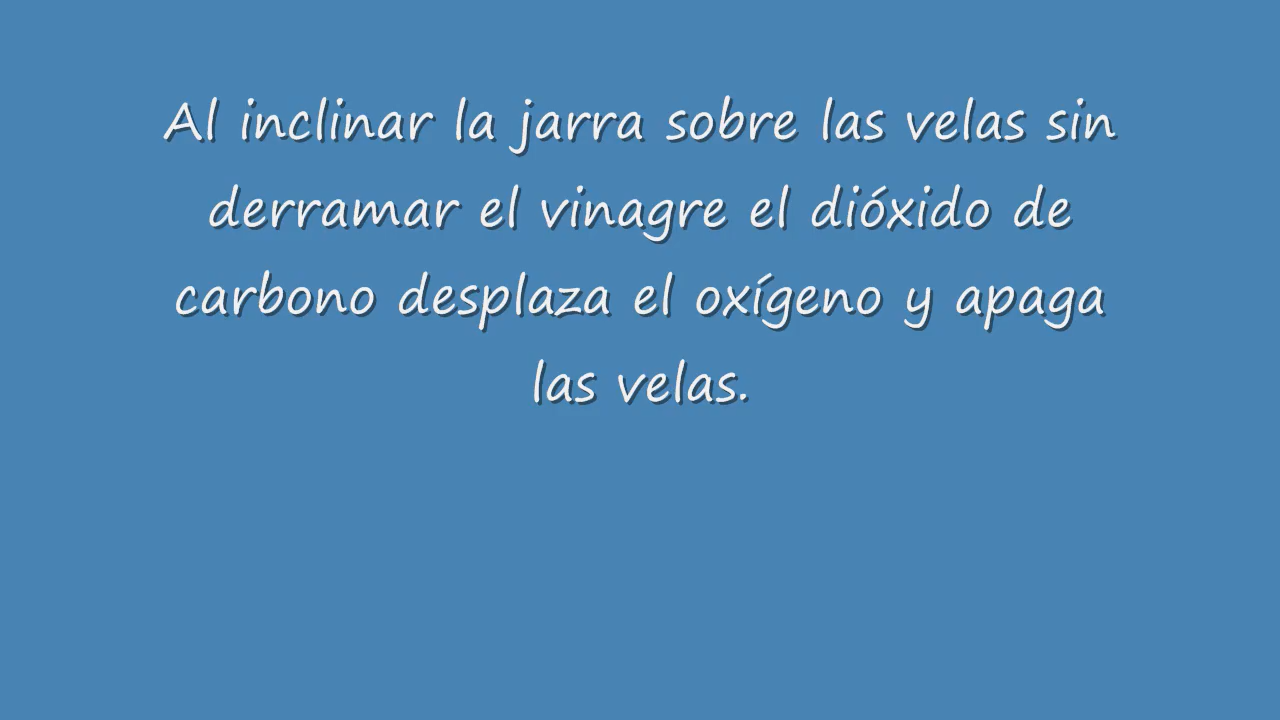 Al inclinar la jarra sobre las velas sin
derramar el vinagre el dióxido de
carbono desplaza el oxígeno y apaga
las velas.